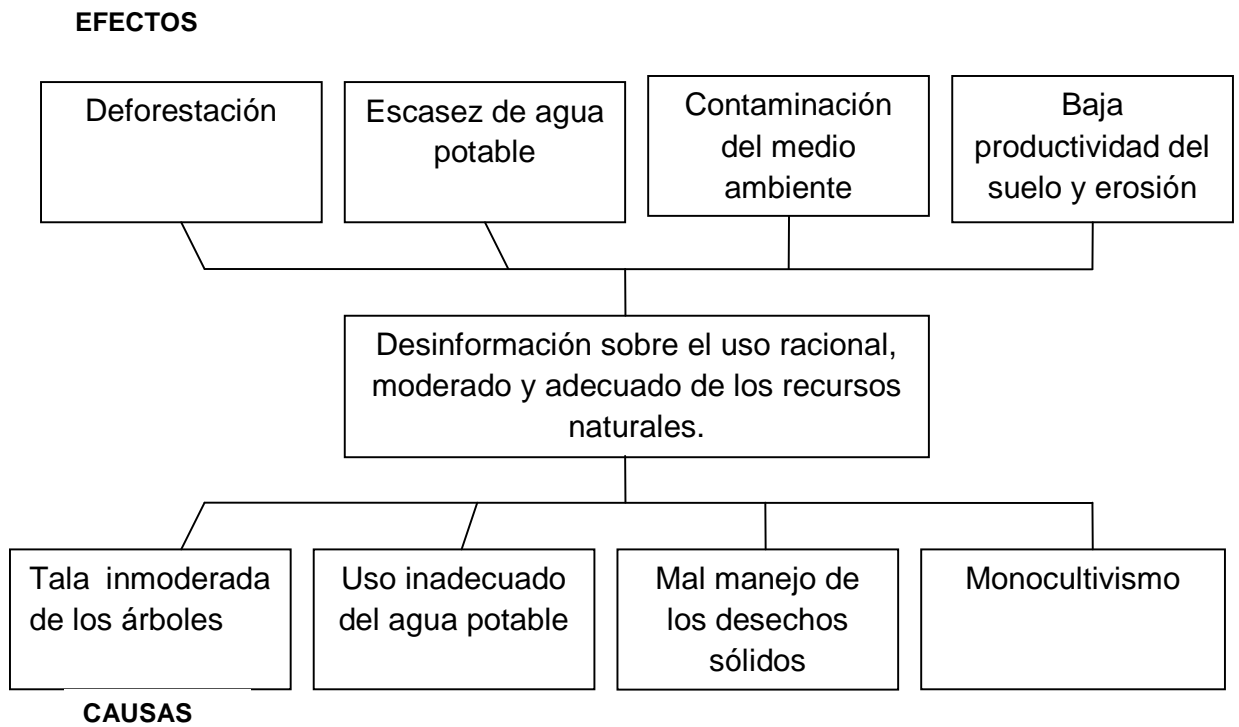 EFECTOS
Deforestación
Escasez de agua
potable
Contaminación
del medio
ambiente
Baja
productividad del
suelo y erosión
Desinformación sobre el uso racional,
moderado y adecuado de los recursos
naturales.
Tala inmoderada
de los árboles
Uso inadecuado
del agua potable
Mal manejo de
los desechos
sólidos
Monocultivismo
CAUSAS